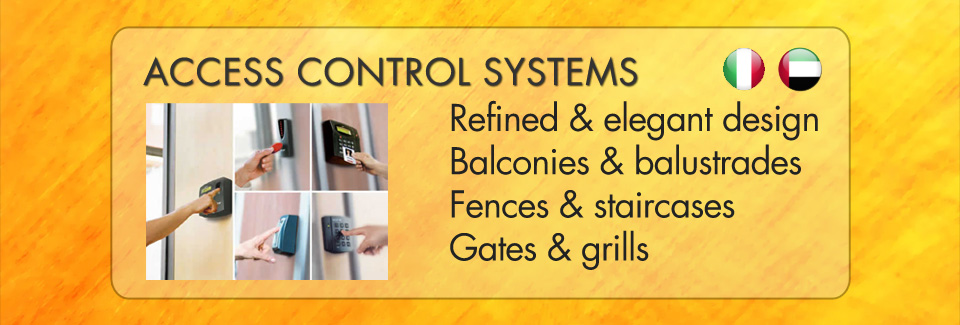 ACCESS CONTROL SYSTEMS
Refined & elegant design
Balconies & balustrades
Fences & staircases
Gates & grills